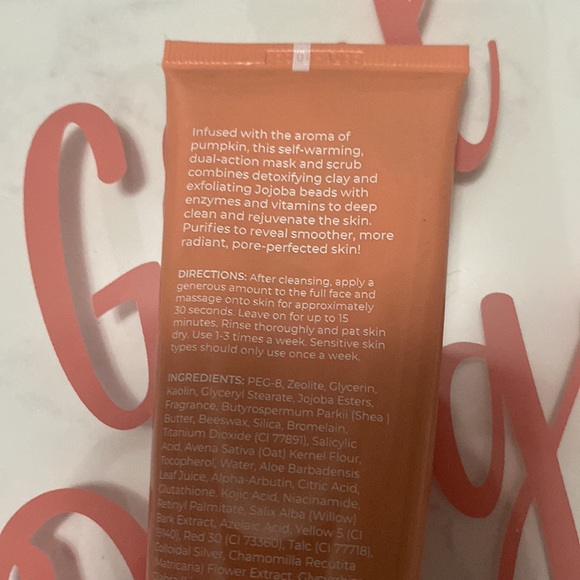 Infused with the aroma of
pumpkin, this self-warming,
dual-action mask and scrub
combines detoxifying clay and
exfoliating Jojoba beads with
enzymes and vitamins to deep
clean and rejuvenate the skin.
Purifies to reveal smoother, more
radiant, pore-perfected skin!
DIRECTIONS: After cleansing, apply a
generous amount to the full face and
massage onto skin for approximately
30 seconds. Leave on for up to 15
minutes. Rinse thoroughly and pat skin
dry. Use 1-3 times a week. Sensitive skin
types should only use once a week.
INGREDIENTS: PEG-8, Zeolite, Glycerin,
Kaolin, Glyceryl Stearate, Jojoba Esters,
Fragrance, Butyrospermum Parkii (Shea )
Butter, Beeswax, Silica, Bromelain,
Titanium Dioxide (CI 77891), Salicylic
Acid, Avena Sativa (Oat) Kernel Flour,
Tocopherol, Water, Aloe Barbadensis
Leaf Juice, Alpha-Arbutin, Citric Acid,
Glutathione, Kojic Acid, Niacinamide,
Retinyl Palmitate, Salix Alba (Willow)
Bark Extract, Azelaic Acid, Yellow 5 (CI
19140), Red 30 (CI 73360), Talc (CI 77718),
Colloidal Silver, Chamomilla Recutita
(Matricaria) Flower Extract,